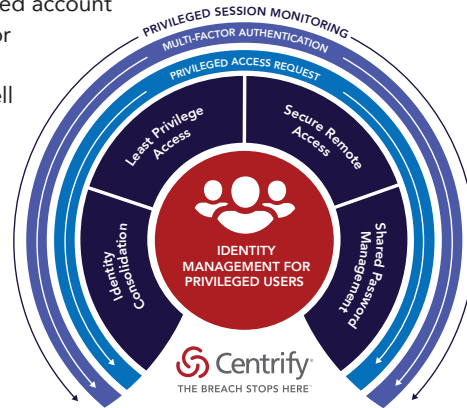 ed account
or
ell
PRIVILEGED SESSION MONITORING
MULTI-FACTOR AUTHENTICATION
PRIVILEGED ACCESS REQUEST
Least Privilege
Access
Secure Remote
Access
Identity
Consolidation
Shared Password
Management
IDENTITY
MANAGEMENT FOR
PRIVILEGED USERS
Centrify
THE BREACH STOPS HERE